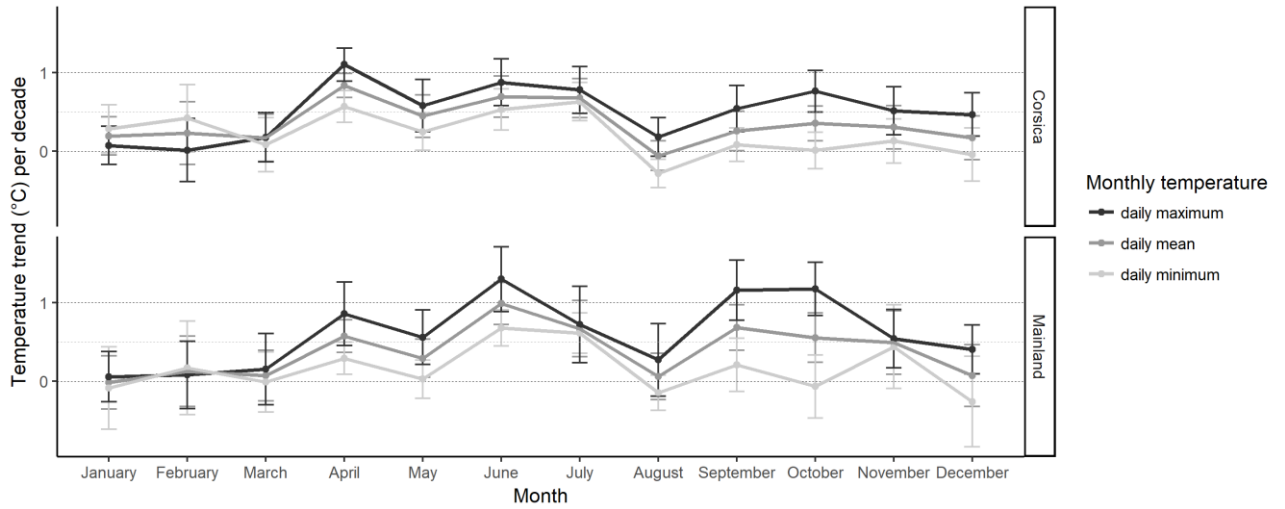 Temperature trend (°C) per decade
1
0
Corsica
1
0
Mainland
January February March April May June July August September October November December
Month
Monthly temperature
daily maximum
daily mean
daily minimum